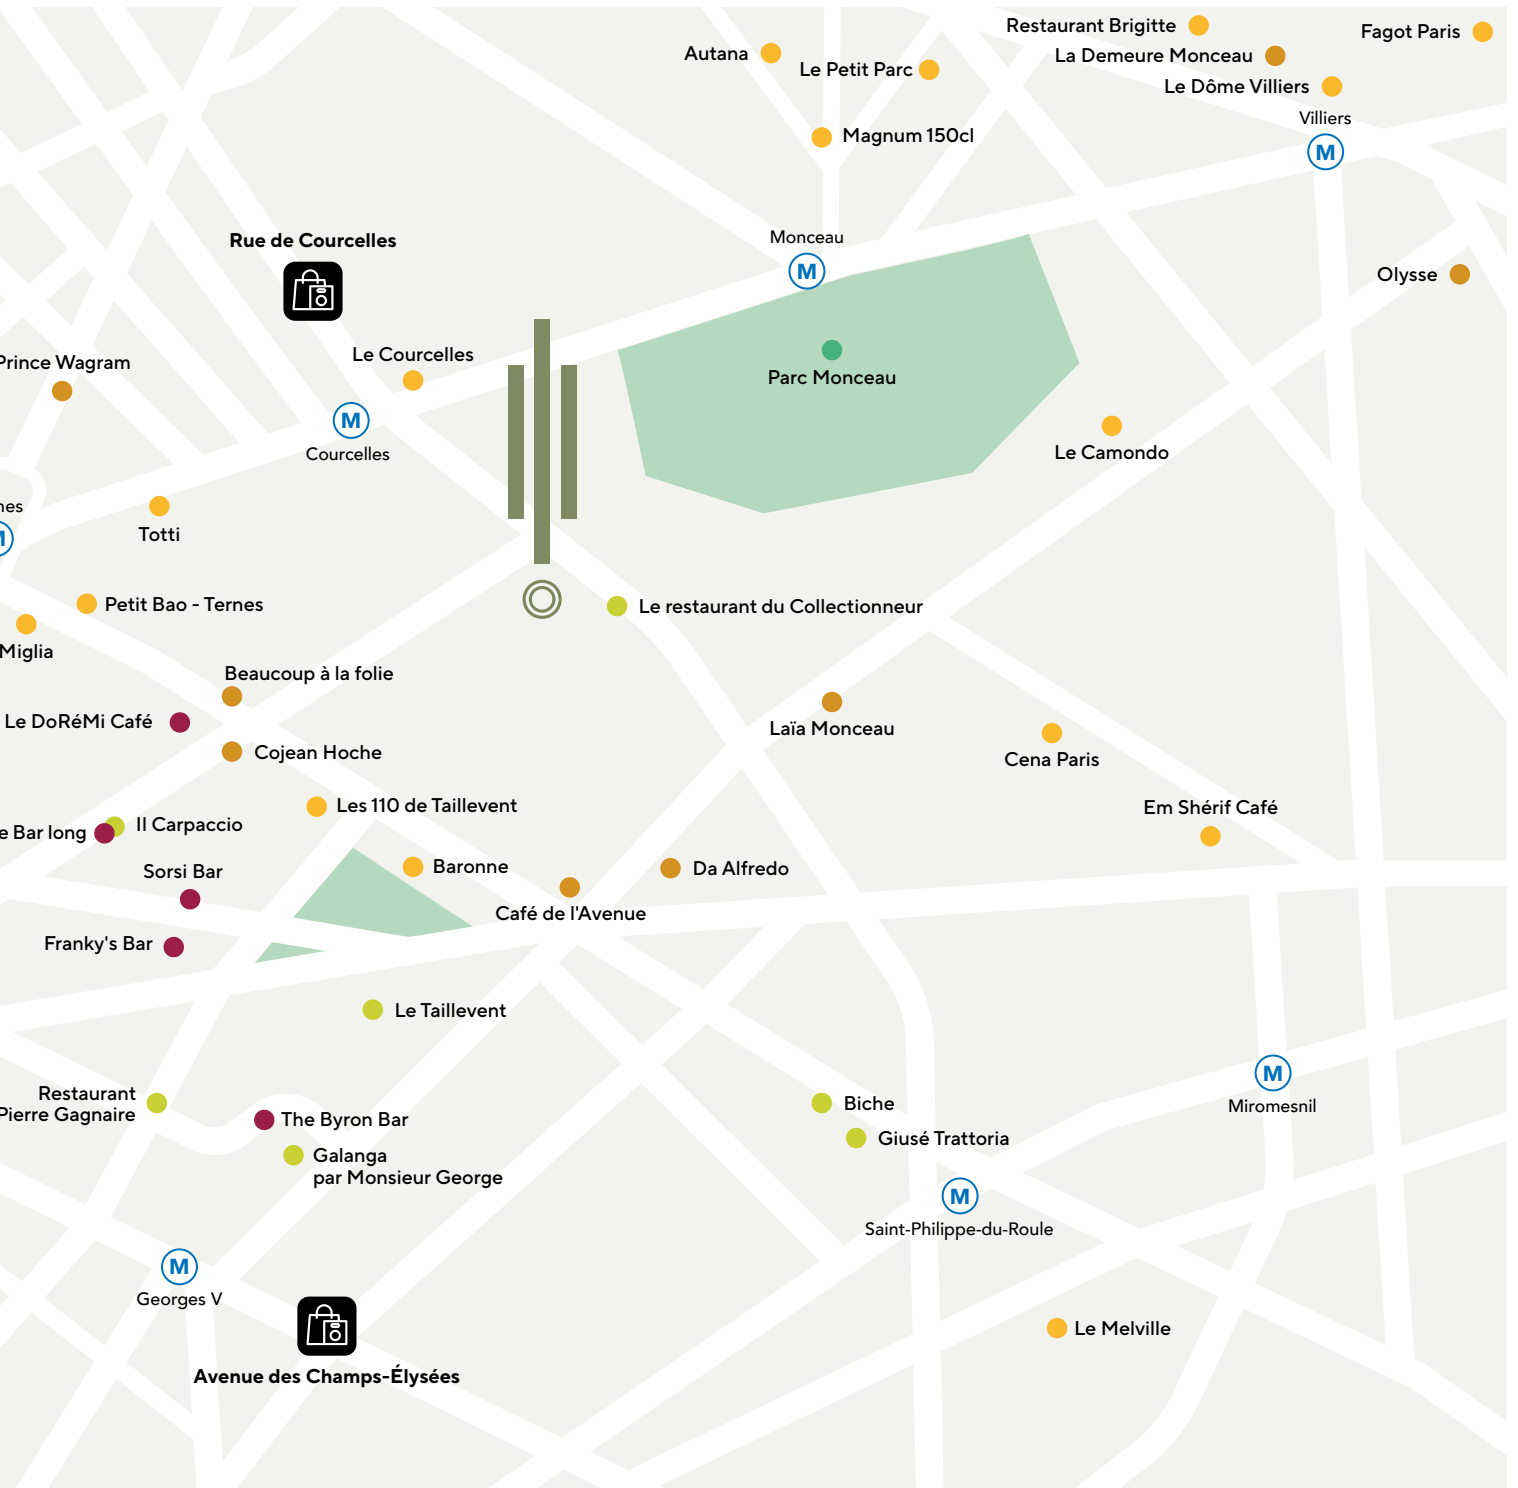 Restaurant Brigitte
Fagot Paris
Autana
La Demeure Monceau
Le Petit Parc
Le Dôme Villiers
Villiers
Magnum 150cl
M
Rue de Courcelles
Monceau
M
Olysse
Le Courcelles
Prince Wagram
Parc Monceau
M
Courcelles
Le Camondo
nes
Totti
M
Petit Bao - Ternes
Le restaurant du Collectionneur
Miglia
Beaucoup à la folie
Le DoRéMi Café
Laïa Monceau
Cojean Hoche
Cena Paris
Les 110 de Taillevent
Em Shérif Café
Il Carpaccio
e Bar long
Baronne
Da Alfredo
Sorsi Bar
Café de l'Avenue
Franky's Bar
Le Taillevent
M
Restaurant
Pierre Gagnaire
Biche
Miromesnil
The Byron Bar
Giusé Trattoria
Galanga
par Monsieur George
M
Saint-Philippe-du-Roule
M
Georges V
Le Melville
Avenue des Champs-Élysées